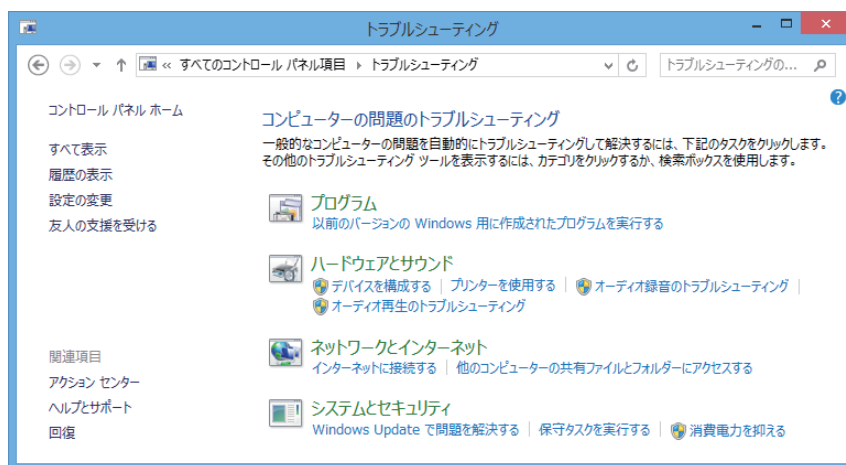 トラブルシューティング
« すべてのコントロール パネル項目 › トラブルシューティング
トラブルシューティングの...
コントロール パネル ホーム
すべて表示
履歴の表示
設定の変更
友人の支援を受ける
関連項目
アクション センター
ヘルプとサポート
回復
コンピューターの問題のトラブルシューティング
一般的なコンピューターの問題を自動的にトラブルシューティングして解決するには、下記のタスクをクリックします。
その他のトラブルシューティング ツールを表示するには、カテゴリをクリックするか、検索ボックスを使用します。
プログラム
以前のバージョンの Windows 用に作成されたプログラムを実行する
ハードウェアとサウンド
デバイスを構成する | プリンターを使用する | オーディオ録音のトラブルシューティング |
オーディオ再生のトラブルシューティング
ネットワークとインターネット
インターネットに接続する | 他のコンピューターの共有ファイルとフォルダーにアクセスする
システムとセキュリティ
Windows Update で問題を解決する | 保守タスクを実行する | 消費電力を抑える